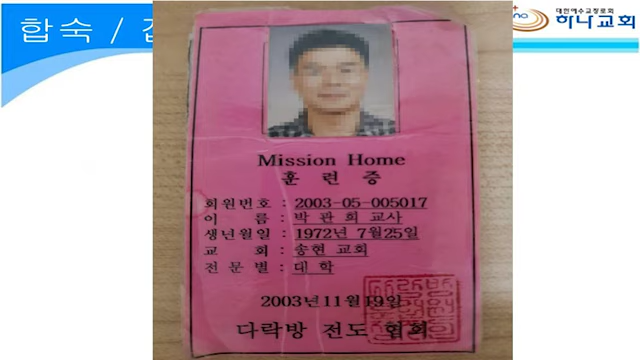 합숙 /
대한예수교장로회
하나교회
Mission Home
훈 련 증
회원번호 : 2003-05-005017
이 름 : 박 관 희 교사
생년월일 : 1972년 7월25일
교 회 : 송현 교회
전 문 별 : 대 학
2003년11월19일
다락방 전도 협회